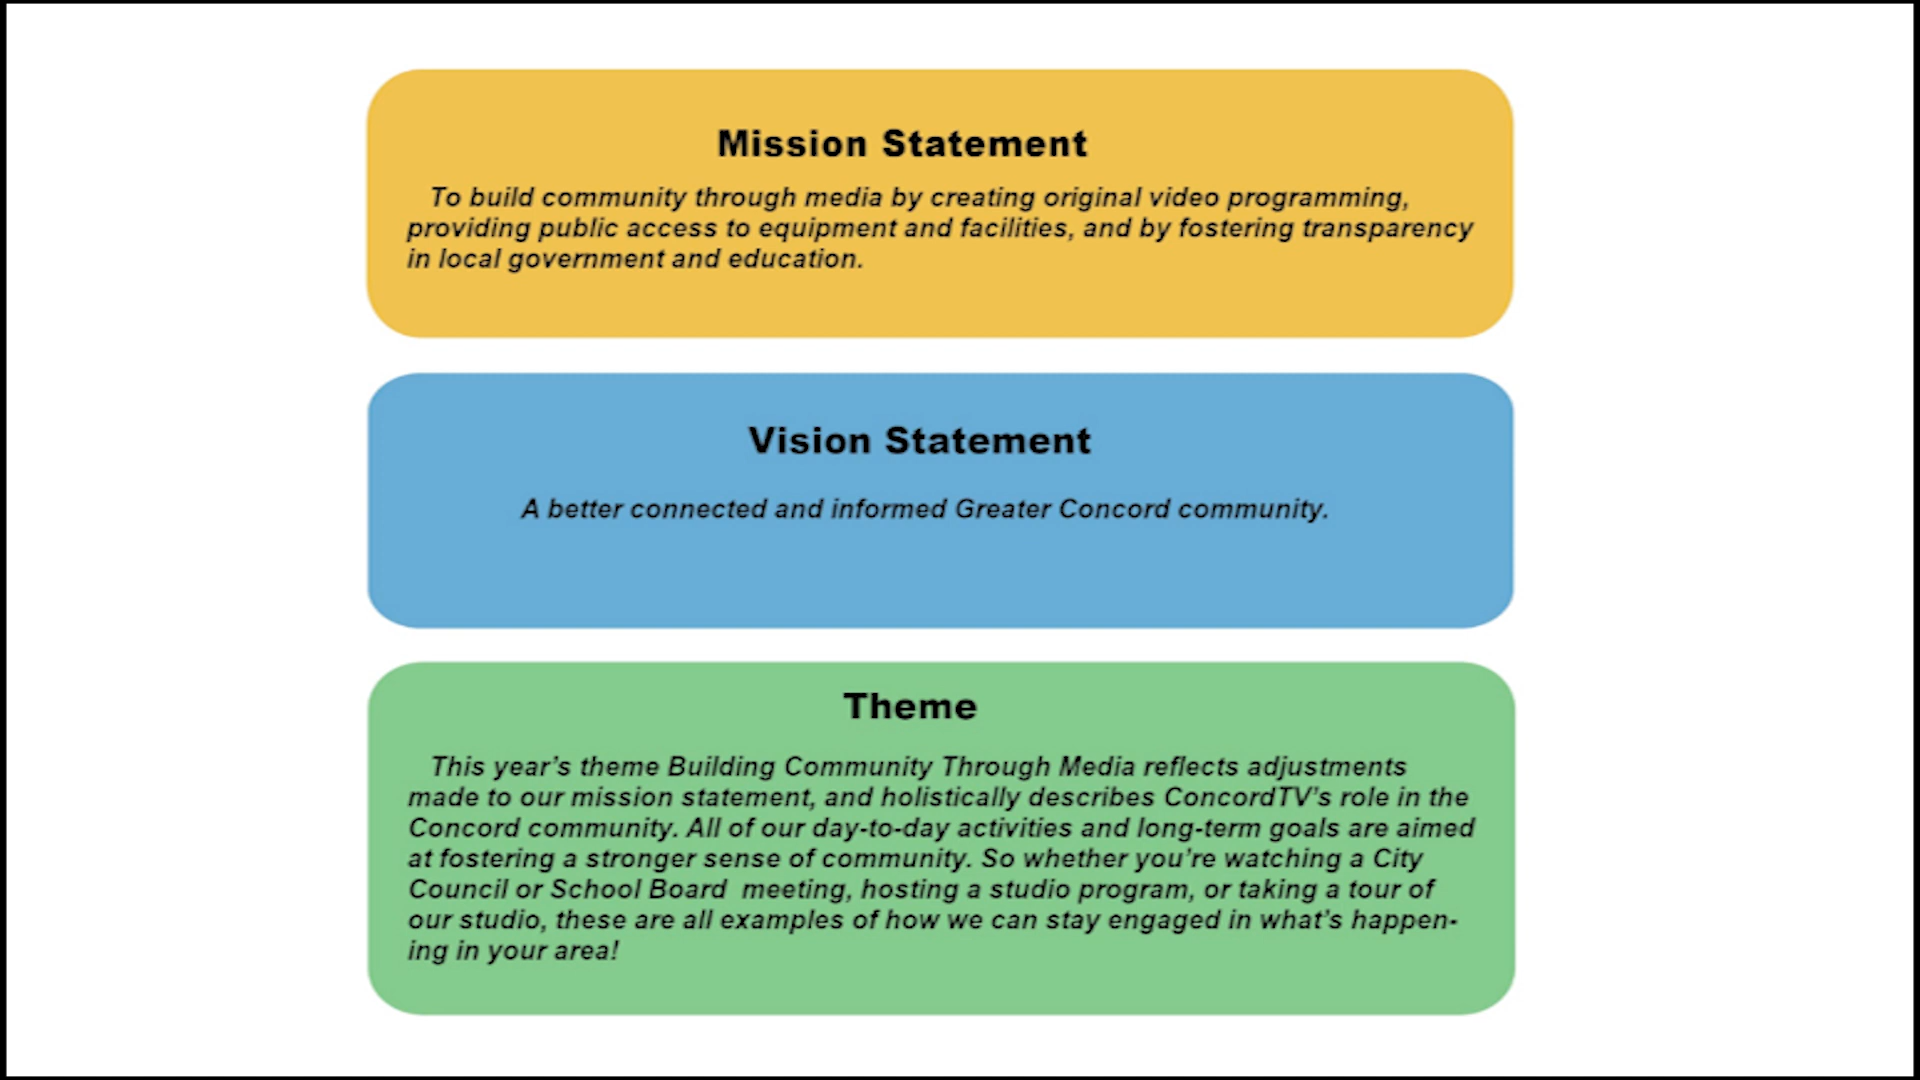 Mission Statement
To build community through media by creating original video programming,
providing public access to equipment and facilities, and by fostering transparency
in local government and education.
Vision Statement
A better connected and informed Greater Concord community.
Theme
This year’s theme Building Community Through Media reflects adjustments
made to our mission statement, and holistically describes ConcordTV’s role in the
Concord community. All of our day-to-day activities and long-term goals are aimed
at fostering a stronger sense of community. So whether you’re watching a City
Council or School Board  meeting, hosting a studio program, or taking a tour of
our studio, these are all examples of how we can stay engaged in what’s happen-
ing in your area!